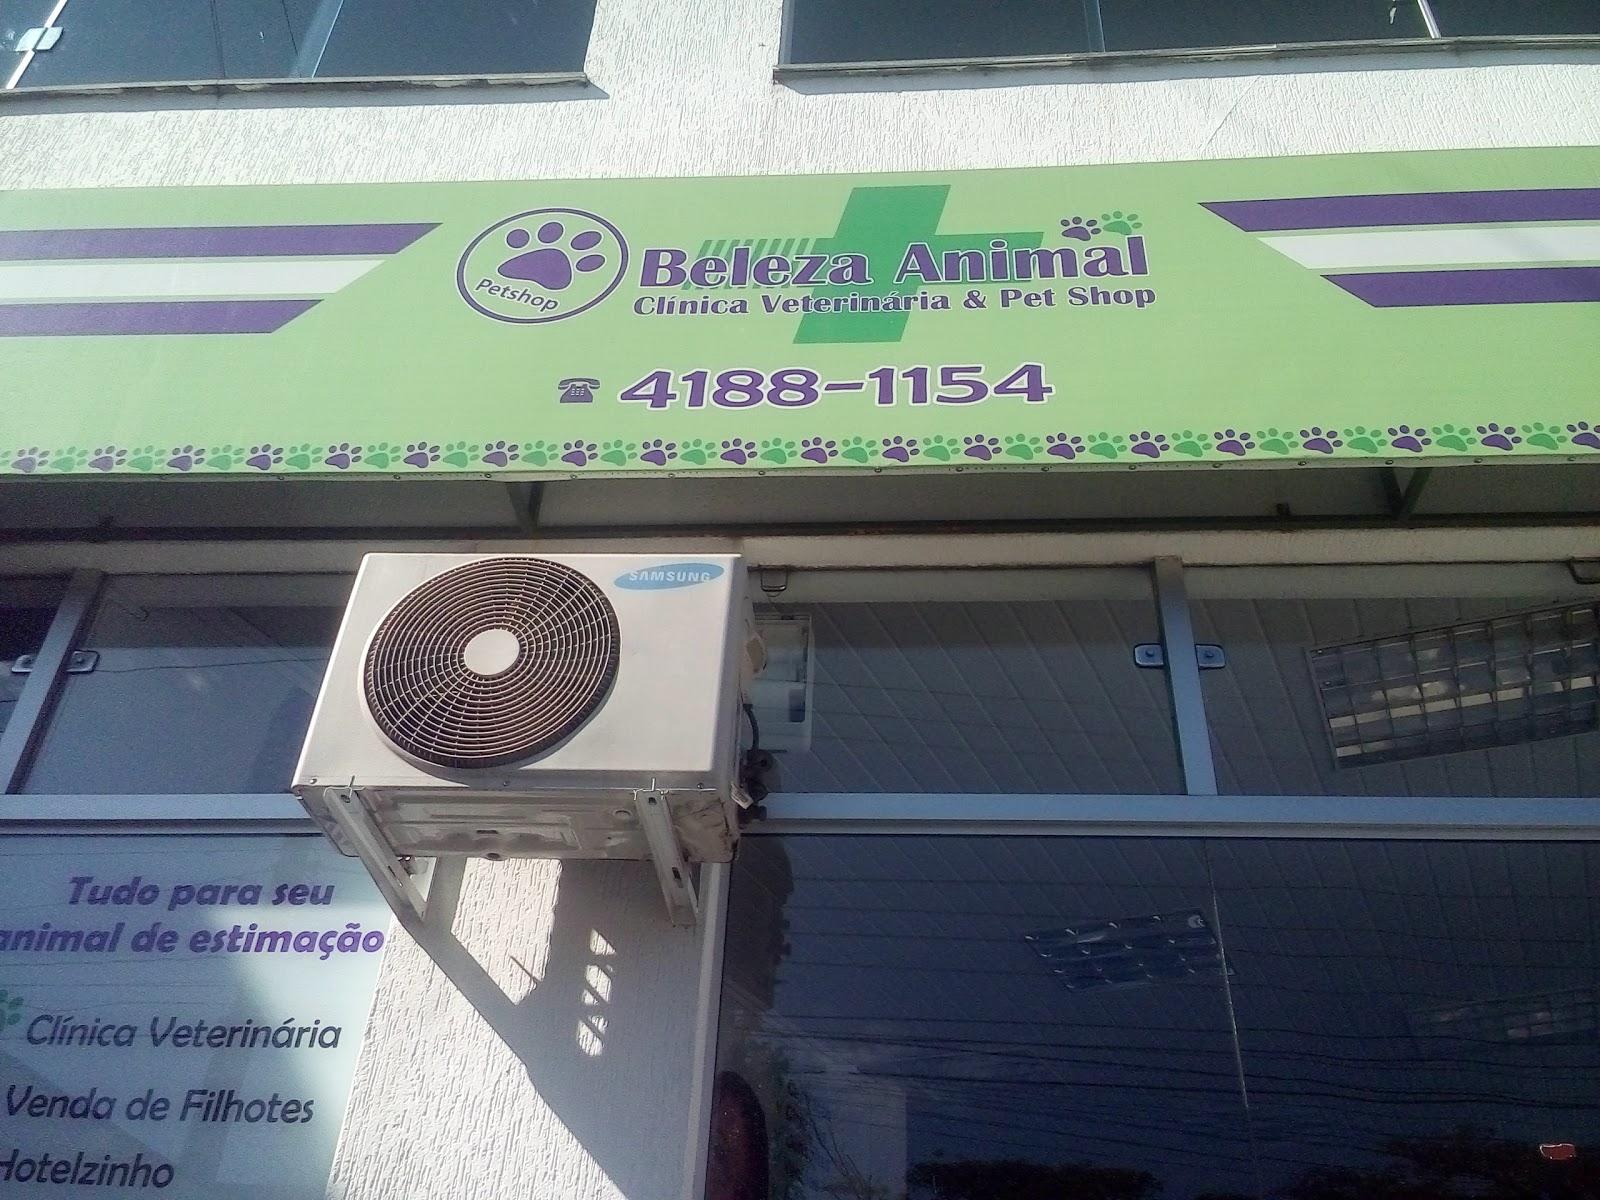 Petshop
Beleza Animal
Clínica Veterinária & Pet Shop
4188-1154
SAMSUNG
Tudo para seu
animal de estimação
Clínica Veterinária
Venda de Filhotes
Hotelzinho